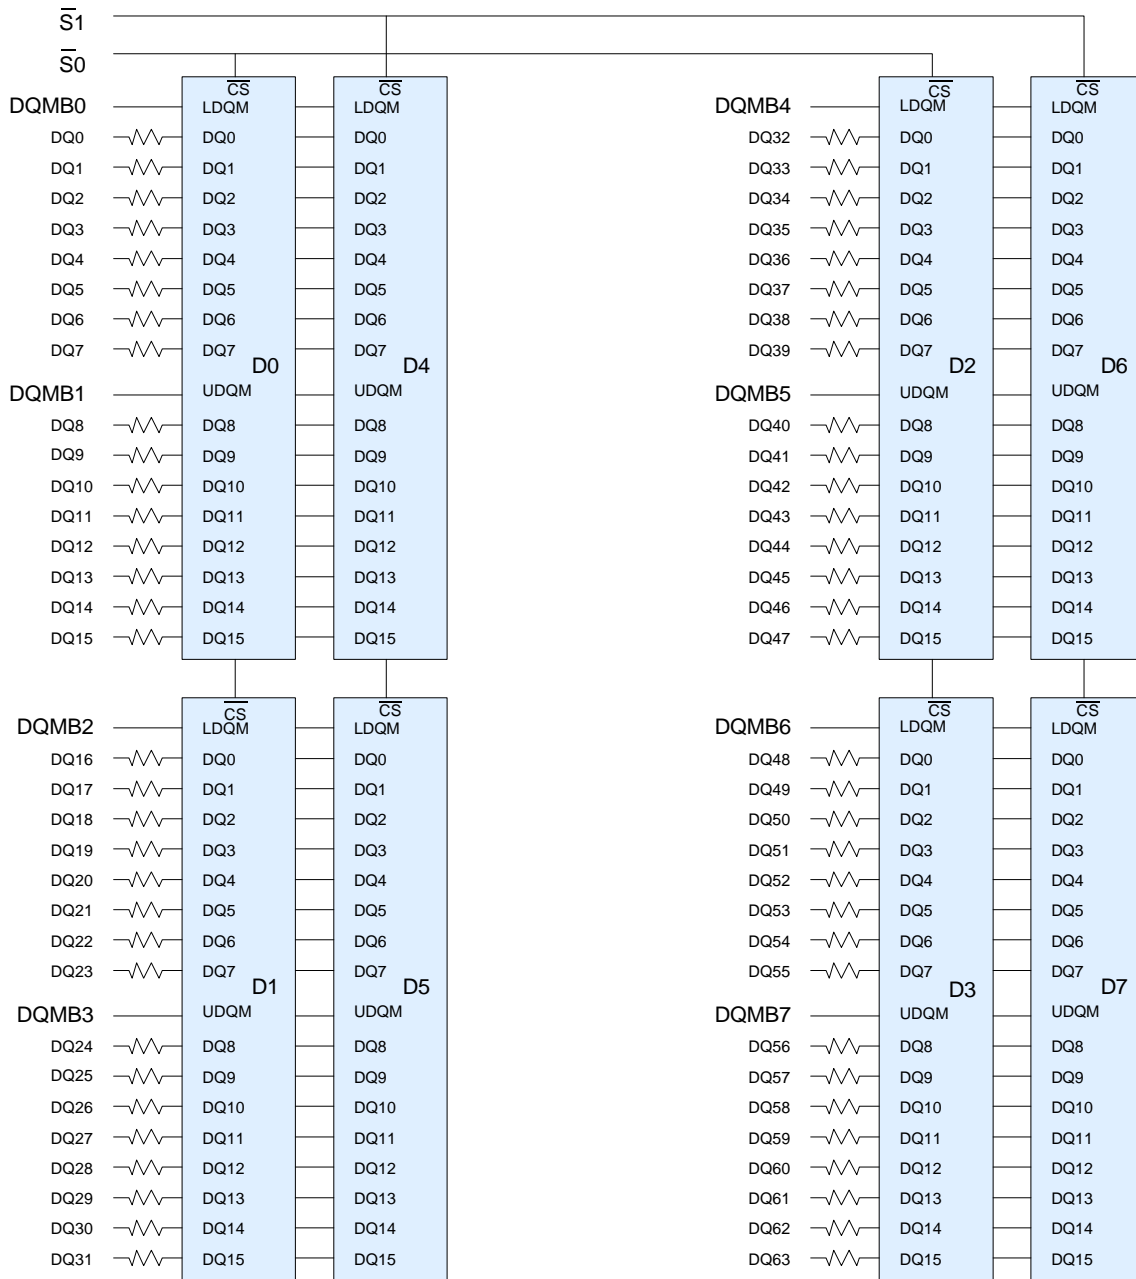 S̅1
S̅0
C̅S̅ C̅S̅ C̅S̅ C̅S̅
DQMB0 LDQM LDQM DQMB4 LDQM LDQM
DQ0 DQ0 DQ0 DQ32 DQ0 DQ0
DQ1 DQ1 DQ1 DQ33 DQ1 DQ1
DQ2 DQ2 DQ2 DQ34 DQ2 DQ2
DQ3 DQ3 DQ3 DQ35 DQ3 DQ3
DQ4 DQ4 DQ4 DQ36 DQ4 DQ4
DQ5 DQ5 DQ5 DQ37 DQ5 DQ5
DQ6 DQ6 DQ6 DQ38 DQ6 DQ6
DQ7 DQ7 DQ7 DQ39 DQ7 DQ7
D0 D4 D2 D6
DQMB1 UDQM UDQM DQMB5 UDQM UDQM
DQ8 DQ8 DQ8 DQ40 DQ8 DQ8
DQ9 DQ9 DQ9 DQ41 DQ9 DQ9
DQ10 DQ10 DQ10 DQ42 DQ10 DQ10
DQ11 DQ11 DQ11 DQ43 DQ11 DQ11
DQ12 DQ12 DQ12 DQ44 DQ12 DQ12
DQ13 DQ13 DQ13 DQ45 DQ13 DQ13
DQ14 DQ14 DQ14 DQ46 DQ14 DQ14
DQ15 DQ15 DQ15 DQ47 DQ15 DQ15
C̅S̅ C̅S̅ C̅S̅ C̅S̅
DQMB2 LDQM LDQM DQMB6 LDQM LDQM
DQ16 DQ0 DQ0 DQ48 DQ0 DQ0
DQ17 DQ1 DQ1 DQ49 DQ1 DQ1
DQ18 DQ2 DQ2 DQ50 DQ2 DQ2
DQ19 DQ3 DQ3 DQ51 DQ3 DQ3
DQ20 DQ4 DQ4 DQ52 DQ4 DQ4
DQ21 DQ5 DQ5 DQ53 DQ5 DQ5
DQ22 DQ6 DQ6 DQ54 DQ6 DQ6
DQ23 DQ7 DQ7 DQ55 DQ7 DQ7
D1 D5 D3 D7
DQMB3 UDQM UDQM DQMB7 UDQM UDQM
DQ24 DQ8 DQ8 DQ56 DQ8 DQ8
DQ25 DQ9 DQ9 DQ57 DQ9 DQ9
DQ26 DQ10 DQ10 DQ58 DQ10 DQ10
DQ27 DQ11 DQ11 DQ59 DQ11 DQ11
DQ28 DQ12 DQ12 DQ60 DQ12 DQ12
DQ29 DQ13 DQ13 DQ61 DQ13 DQ13
DQ30 DQ14 DQ14 DQ62 DQ14 DQ14
DQ31 DQ15 DQ15 DQ63 DQ15 DQ15